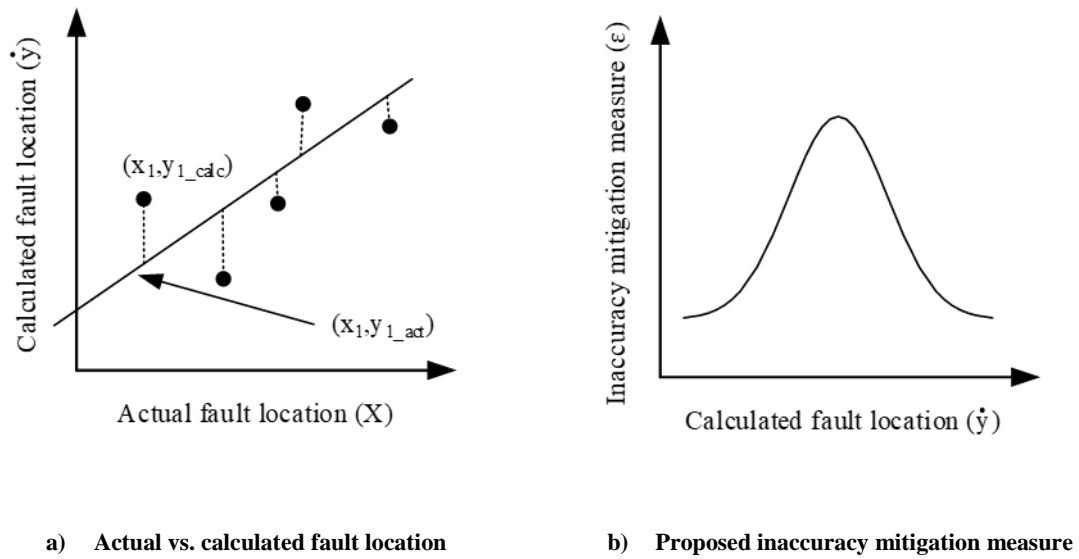 Calculated fault location (ẏ)
(x₁,y₁_calc)
(x₁,y₁_act)
Actual fault location (X)
Inaccuracy mitigation measure (ε)
Calculated fault location (ẏ)
a) Actual vs. calculated fault location
b) Proposed inaccuracy mitigation measure